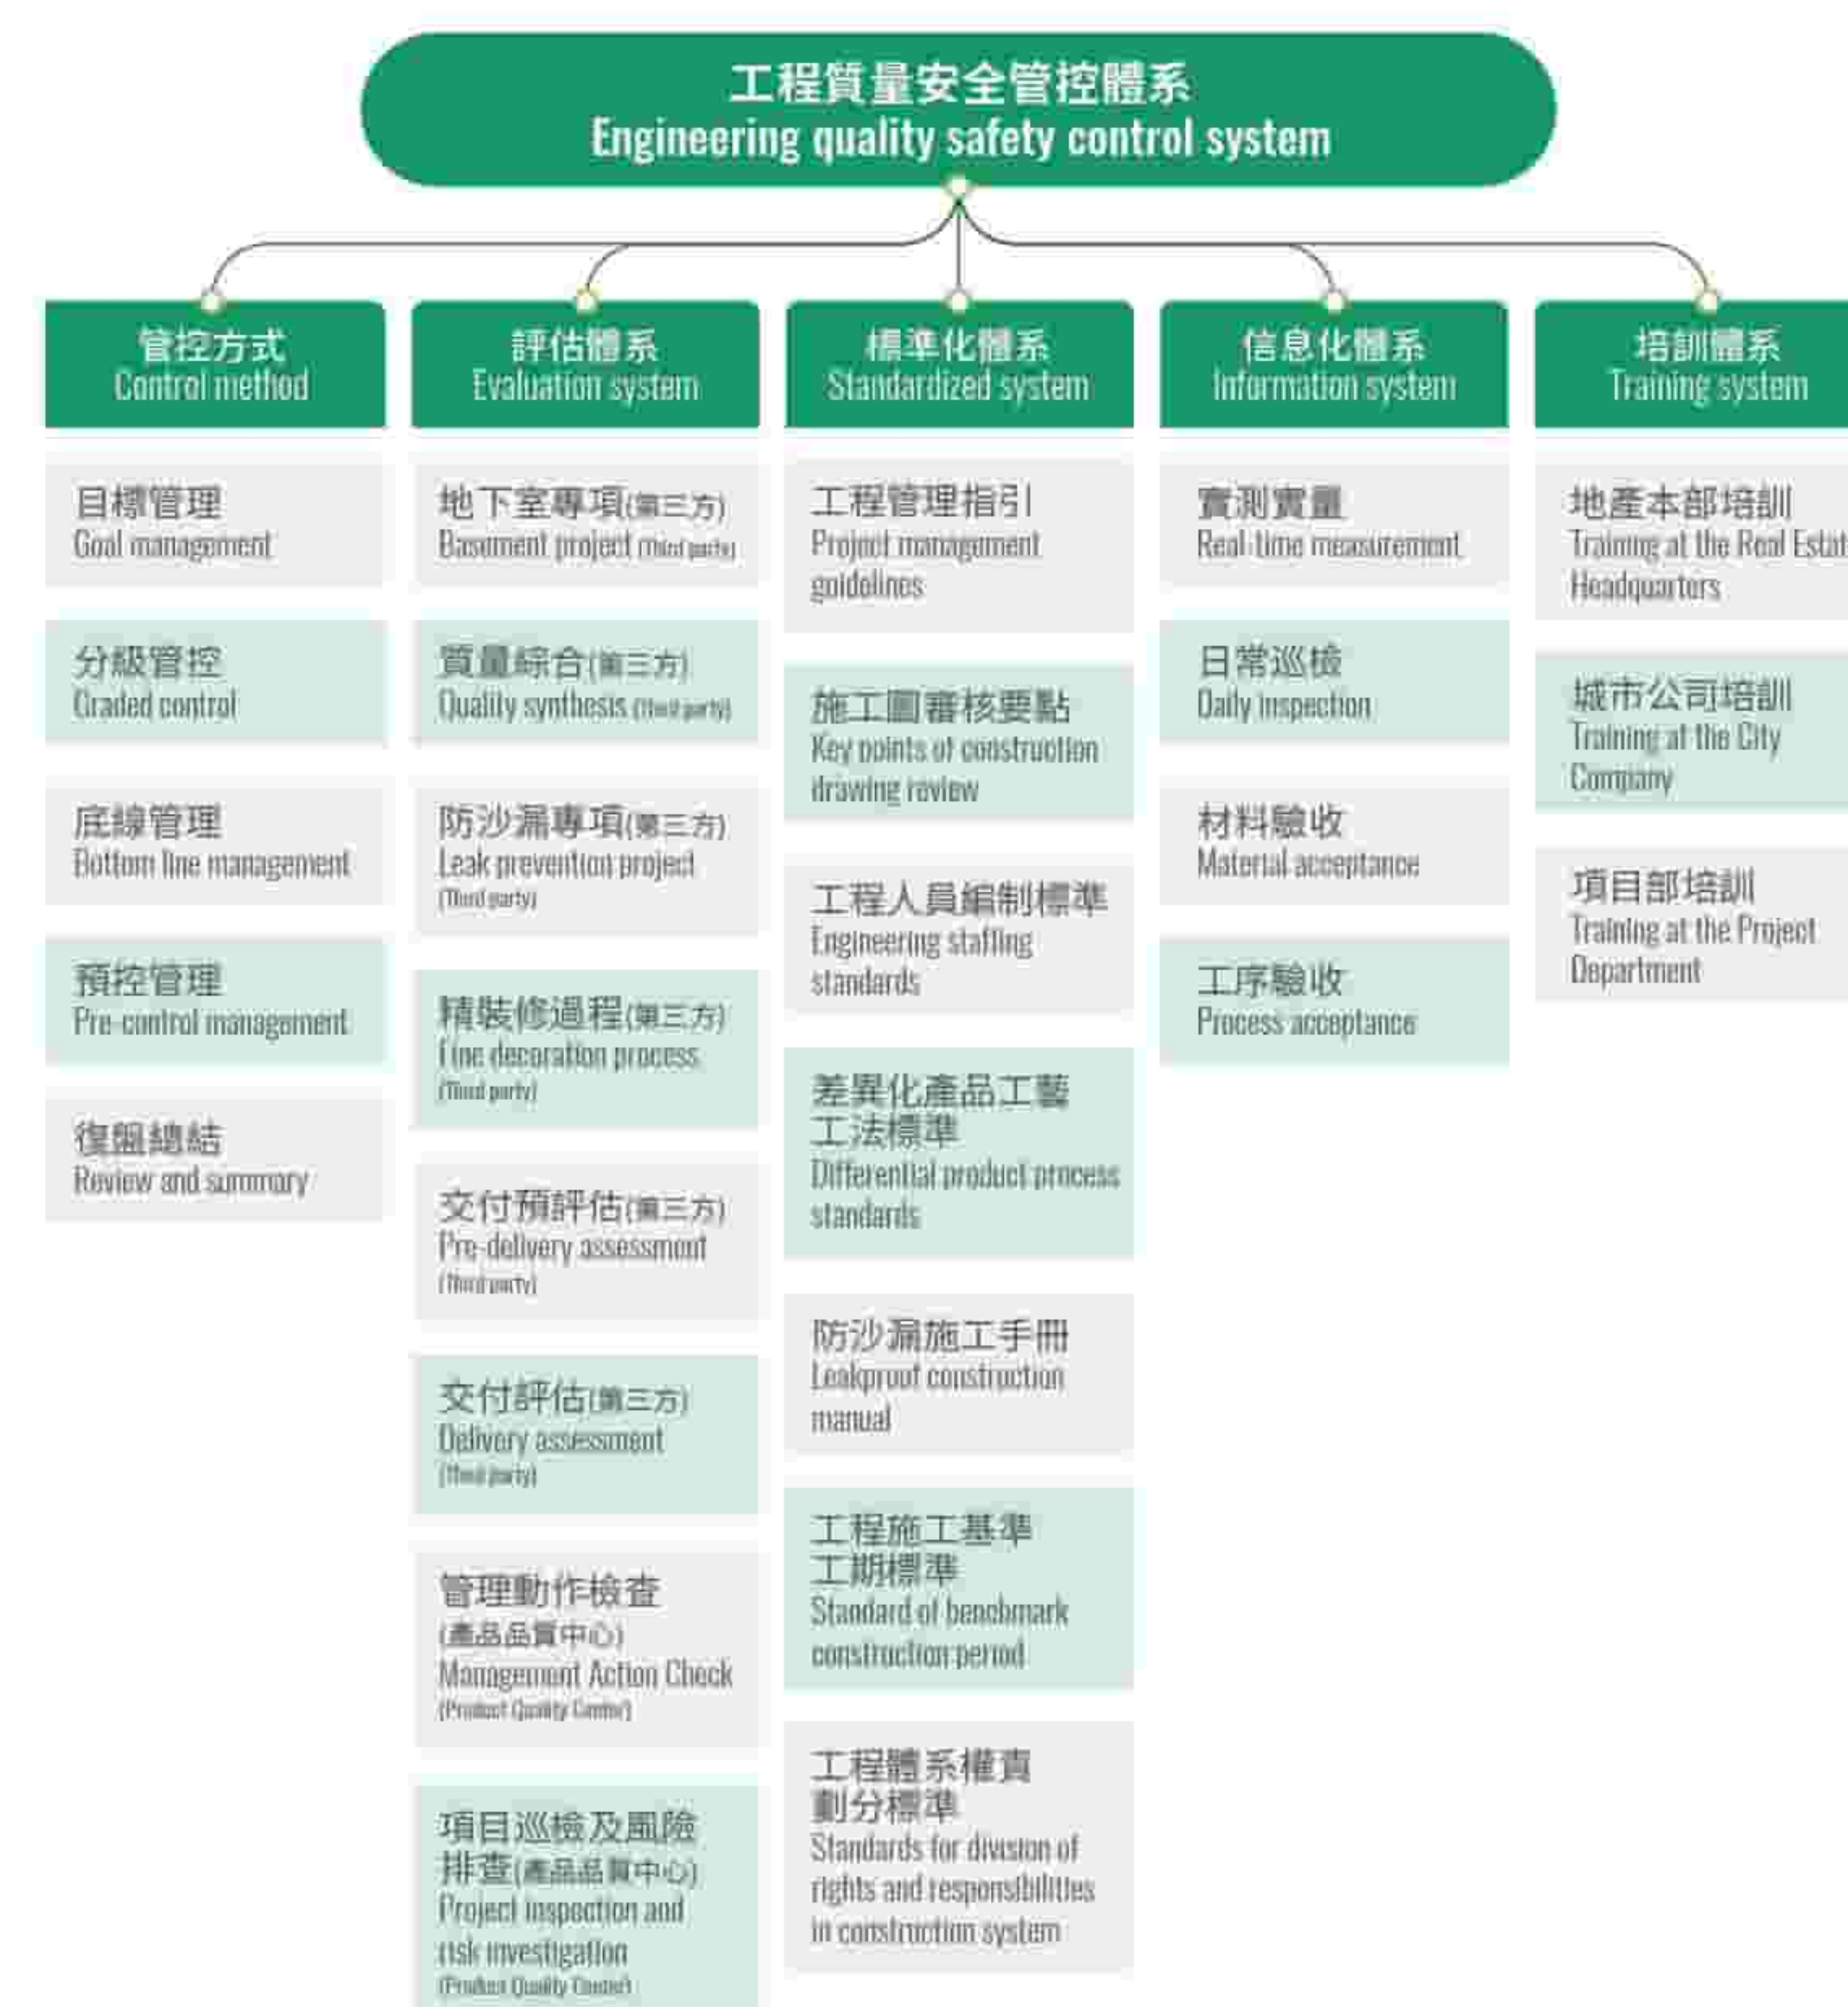 工程質量安全管控體系
Engineering quality safety control system
管控方式
Control method
目標管理
Goal management
分級管控
Graded control
底線管理
Bottom line management
預控管理
Pre-control management
復盤總結
Review and summary
評估體系
Evaluation system
地下室專項(第三方)
Basement project (Third party)
質量綜合(第三方)
Quality synthesis (Third party)
防沙漏專項(第三方)
Leak prevention project
(Third party)
精裝修過程(第三方)
Fine decoration process
(Third party)
交付預評估(第三方)
Pre-delivery assessment
(Third party)
交付評估(第三方)
Delivery assessment
(Third party)
管理動作檢查
(產品品質中心)
Management Action Check
(Product Quality Center)
項目巡檢及風險
排查(產品品質中心)
Project inspection and
risk investigation
(Product Quality Center)
標準化體系
Standardized system
工程管理指引
Project management
guidelines
施工圖審核要點
Key points of construction
drawing review
工程人員編制標準
Engineering staffing
standards
差異化產品工藝
工法標準
Differential product process
standards
防沙漏施工手冊
Leakproof construction
manual
工程施工基準
工期標準
Standard of benchmark
construction period
工程體系權責
劃分標準
Standards for division of
rights and responsibilities
in construction system
信息化體系
Information system
實測實量
Real-time measurement
日常巡檢
Daily inspection
材料驗收
Material acceptance
工序驗收
Process acceptance
培訓體系
Training system
地產本部培訓
Training at the Real Estat
Headquarters
城市公司培訓
Training at the City
Company
項目部培訓
Training at the Project
Department